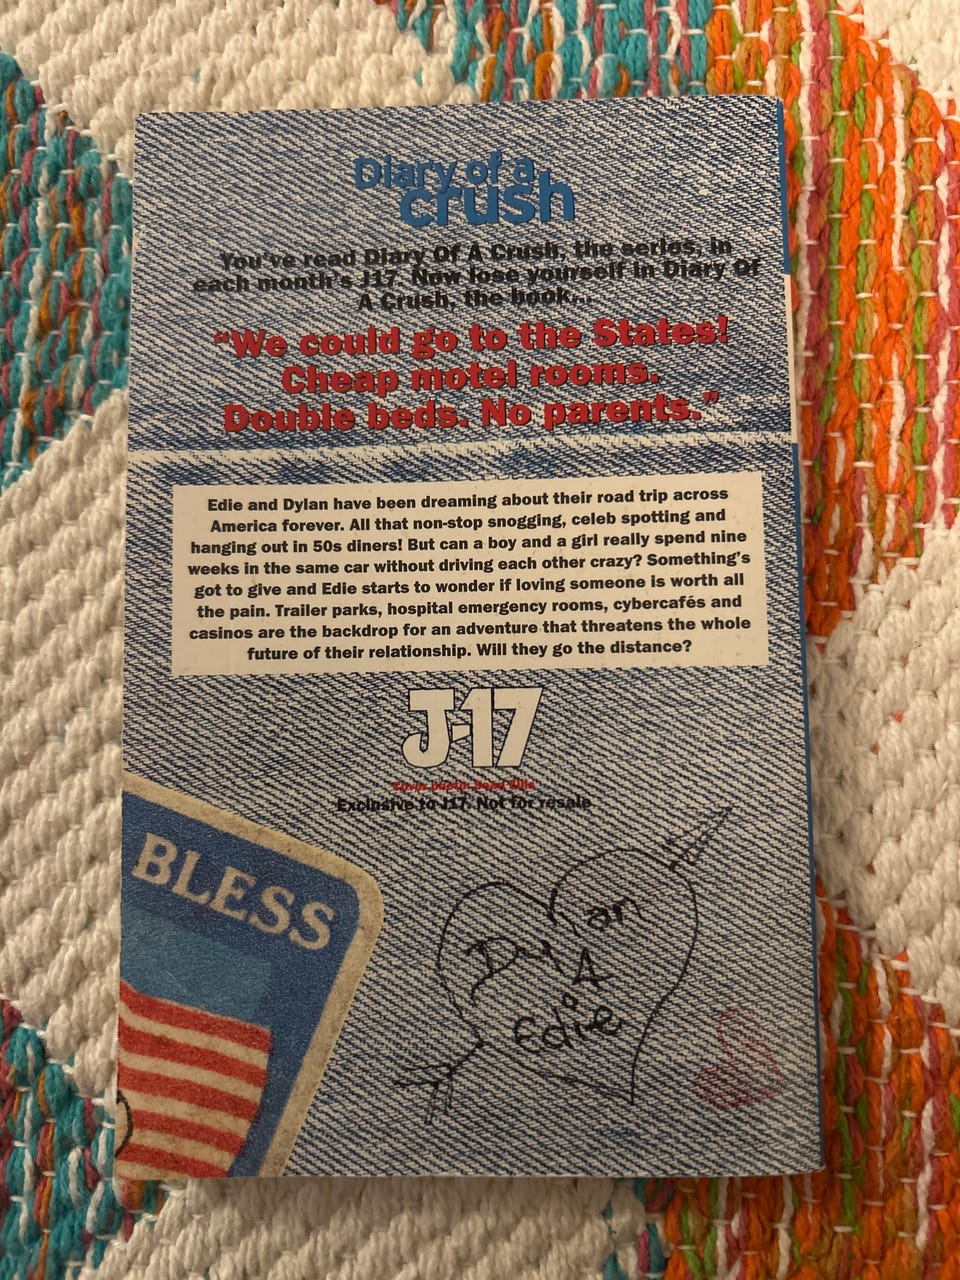 Diary of a
crush
You've read Diary Of A Crush, the series, in
each month's J17. Now lose yourself in Diary Of
A Crush, the book...
"We could go to the States!
Cheap motel rooms.
Double beds. No parents."
Edie and Dylan have been dreaming about their road trip across
America forever. All that non-stop snogging, celeb spotting and
hanging out in 50s diners! But can a boy and a girl really spend nine
weeks in the same car without driving each other crazy? Something's
got to give and Edie starts to wonder if loving someone is worth all
the pain. Trailer parks, hospital emergency rooms, cybercafés and
casinos are the backdrop for an adventure that threatens the whole
future of their relationship. Will they go the distance?
J-17
Cover photo:
Exclusive to J17. Not for resale
BLESS
Dylan
Edie